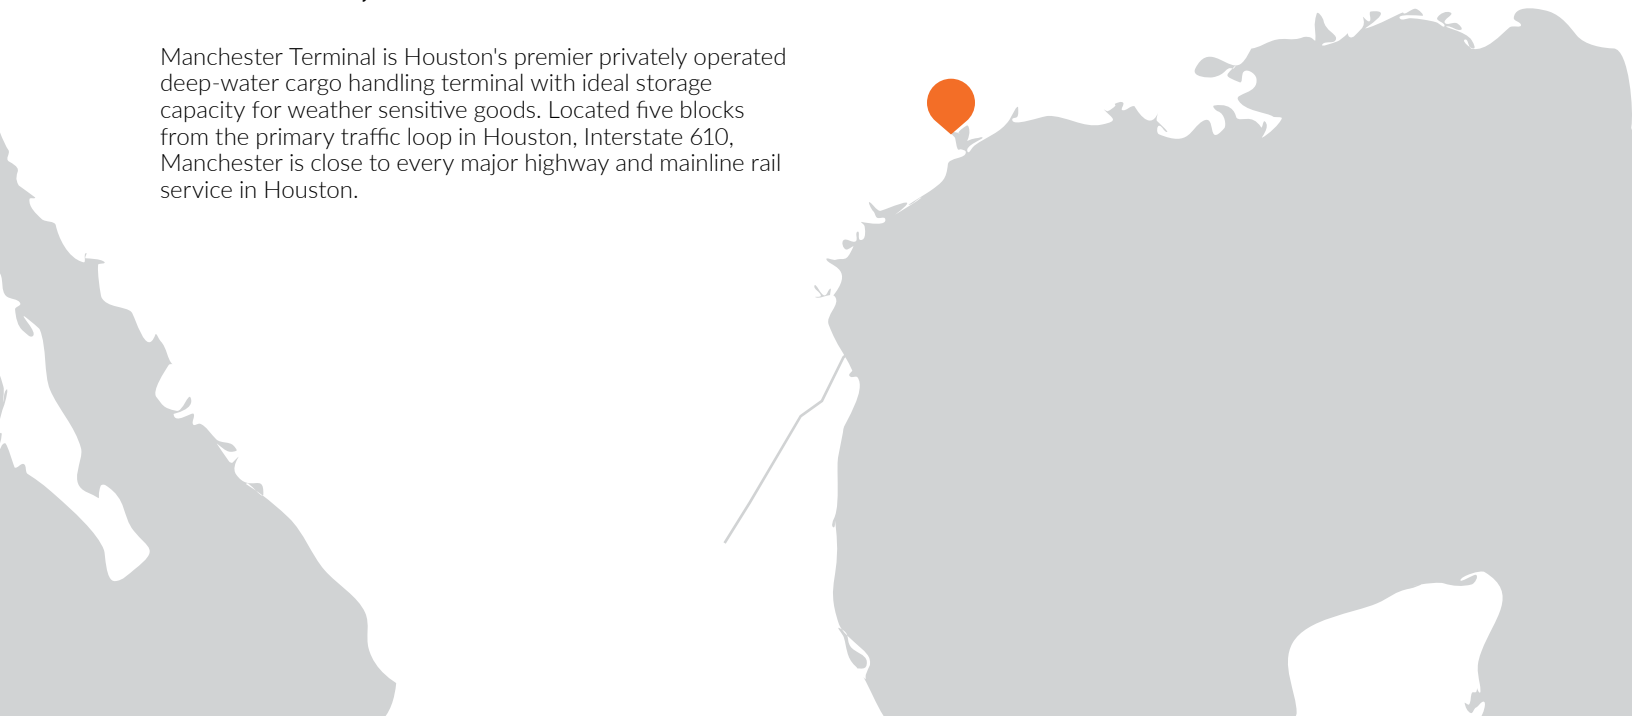 Manchester Terminal is Houston's premier privately operated
deep-water cargo handling terminal with ideal storage
capacity for weather sensitive goods. Located five blocks
from the primary traffic loop in Houston, Interstate 610,
Manchester is close to every major highway and mainline rail
service in Houston.